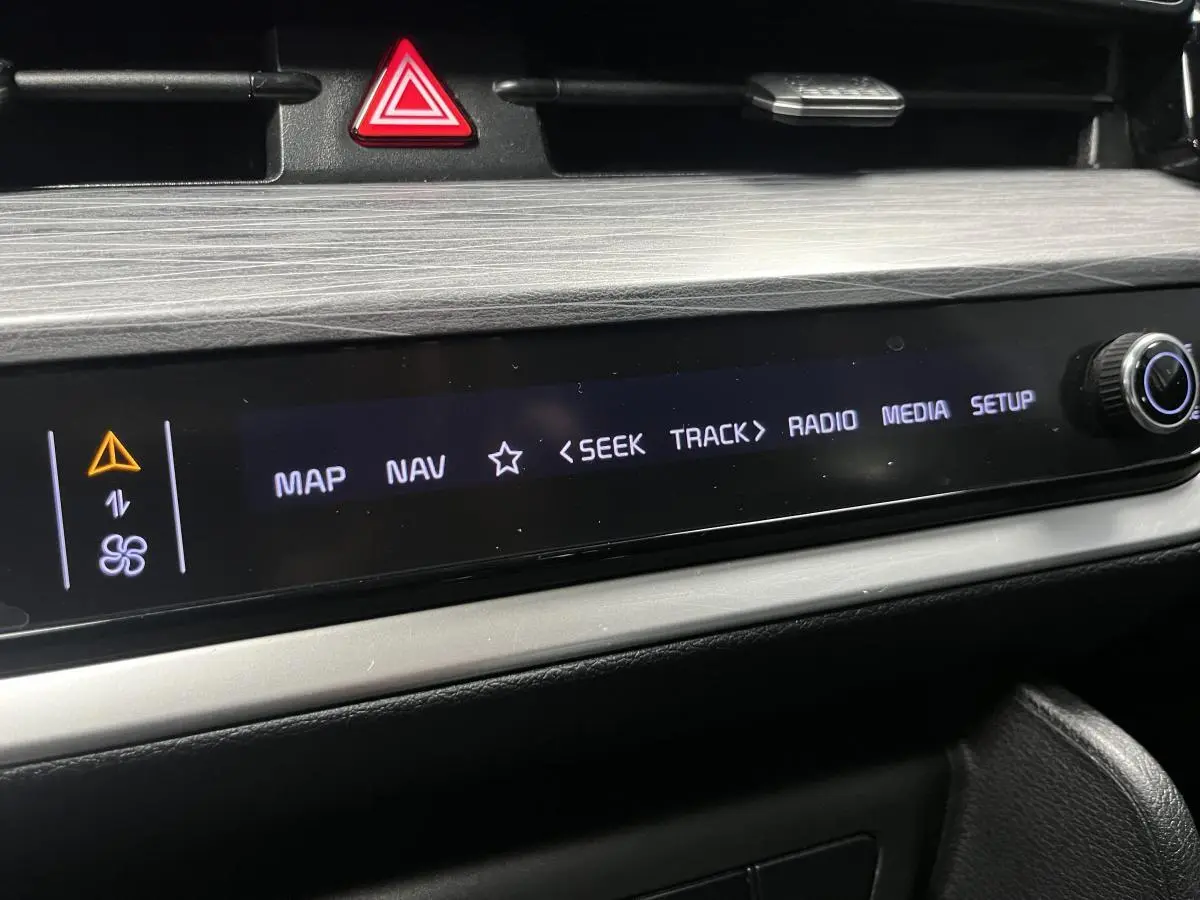 MAP NAV ☆ <SEEK TRACK> RADIO MEDIA SETUP